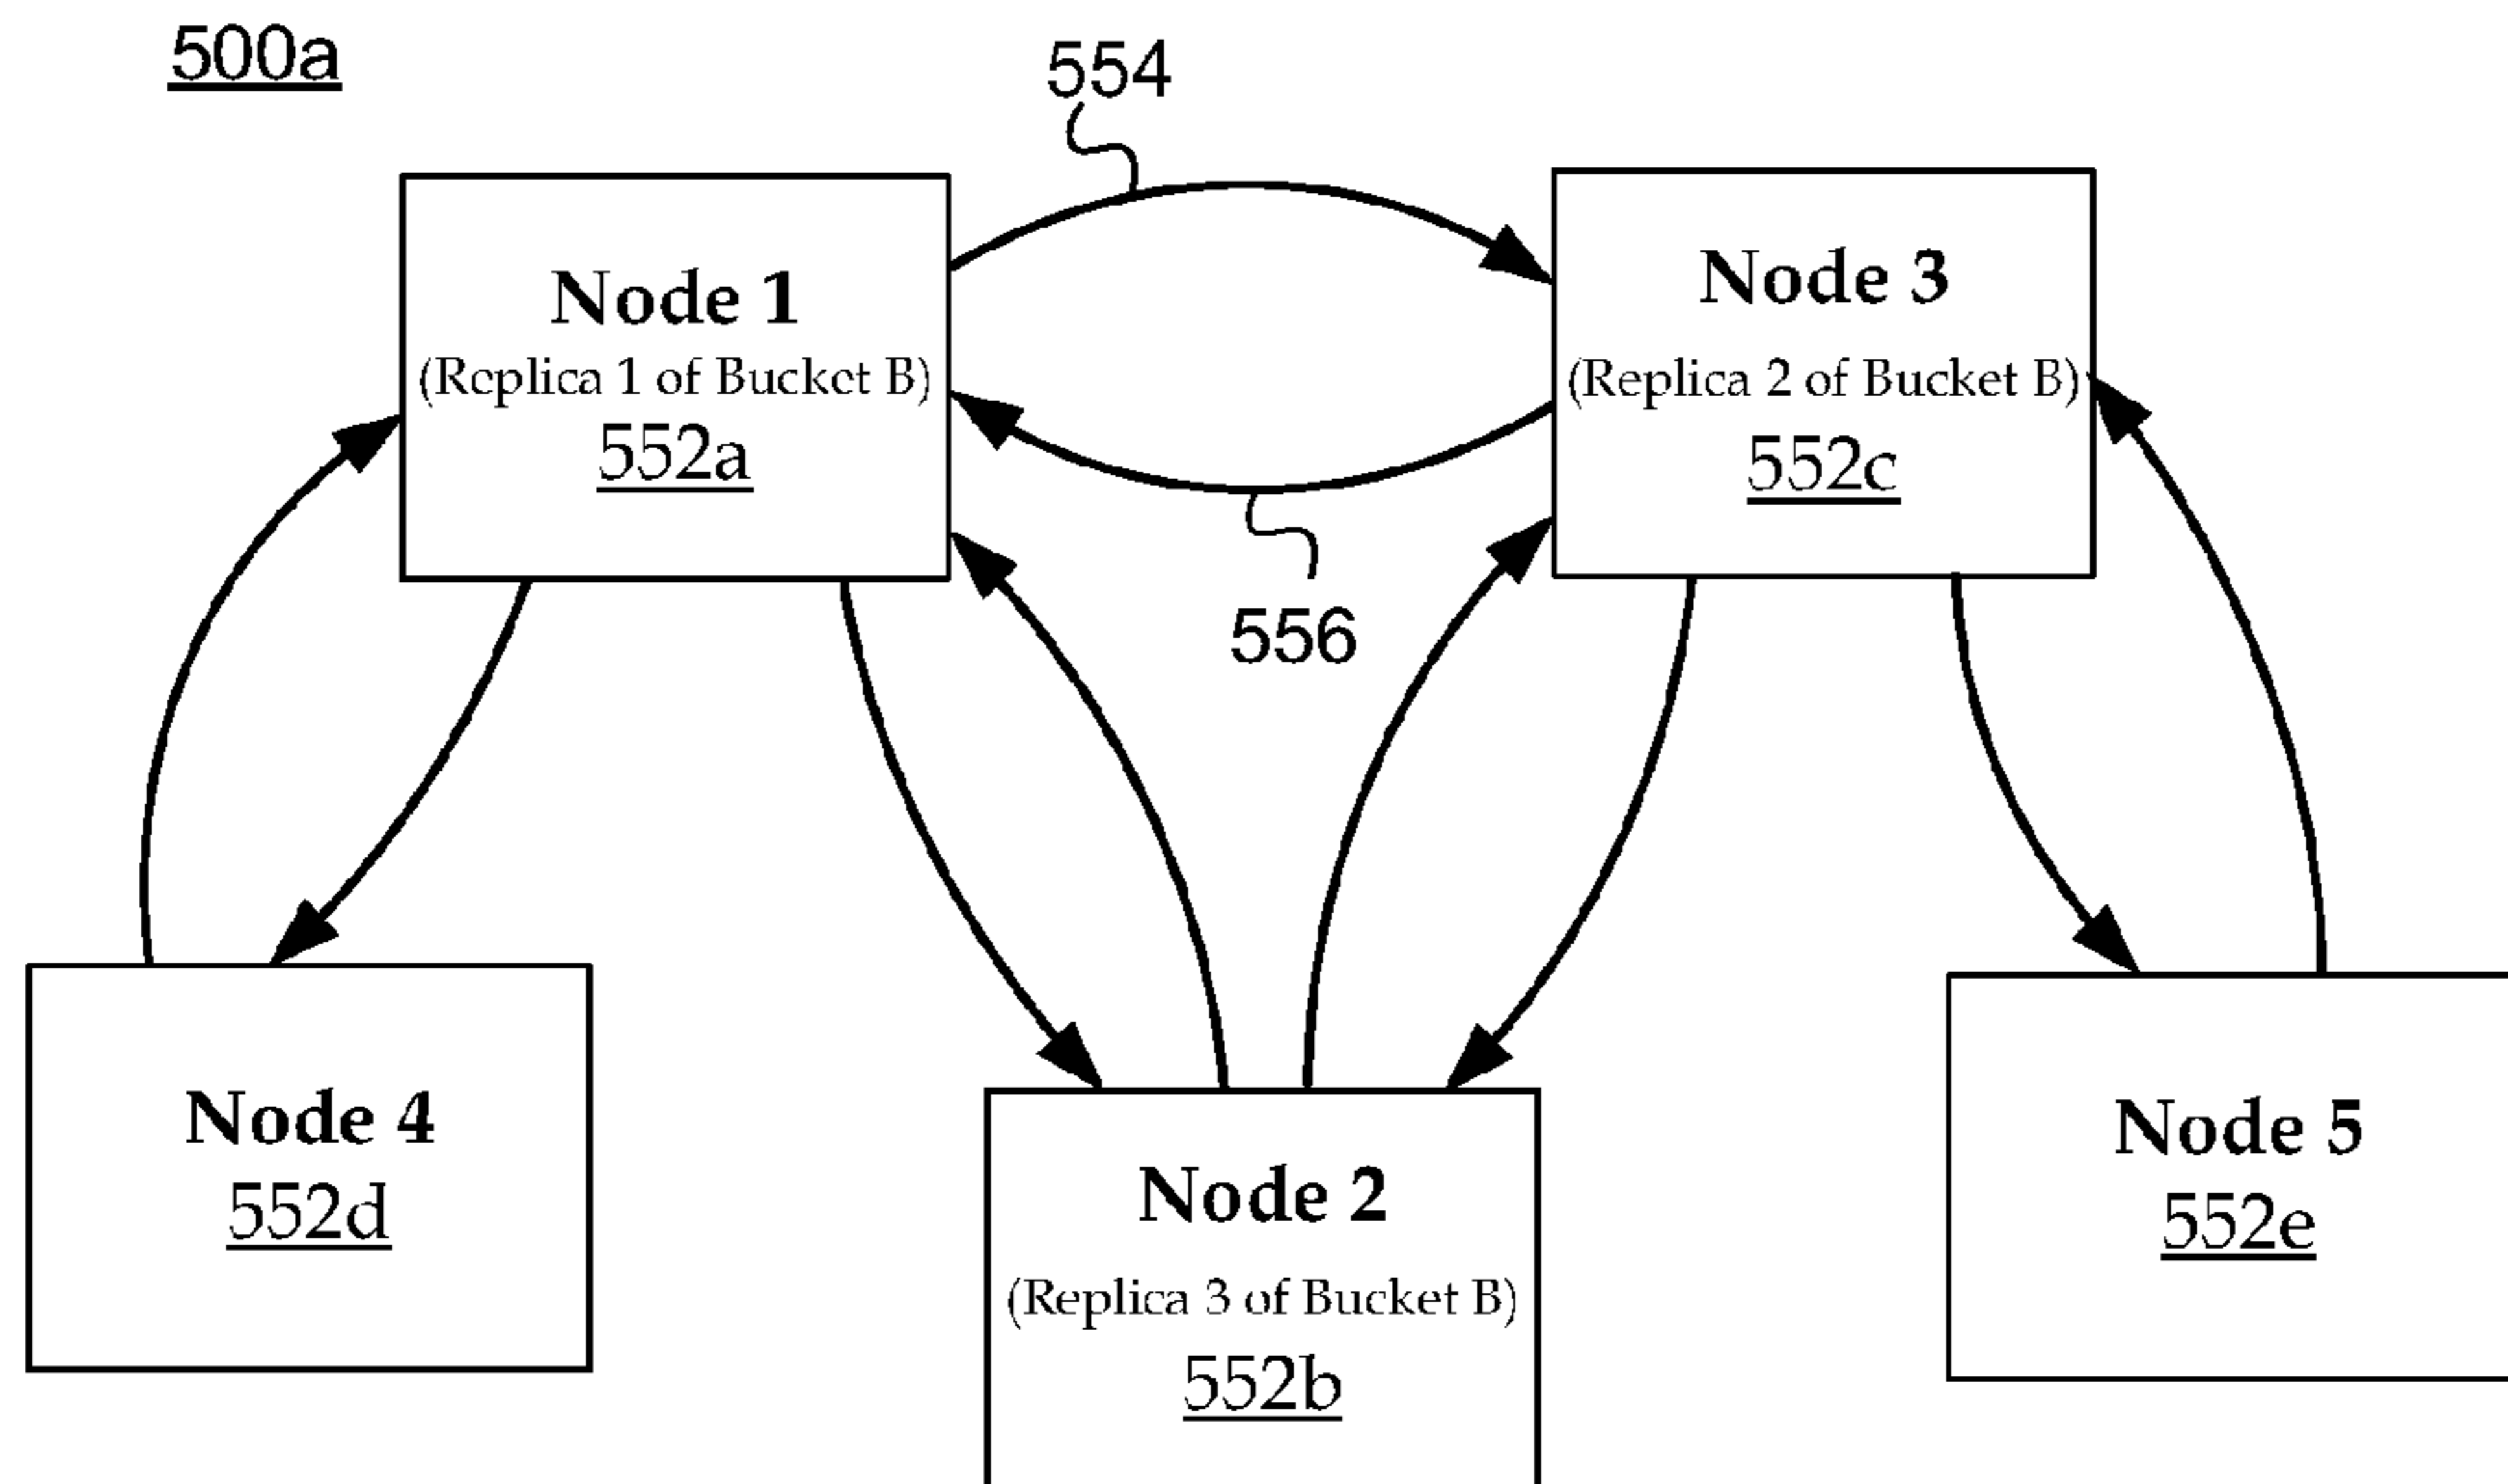 500a
554
Node 1
(Replica 1 of Bucket B)
552a
Node 3
(Replica 2 of Bucket B)
552c
556
Node 4
552d
Node 2
(Replica 3 of Bucket B)
552b
Node 5
552e